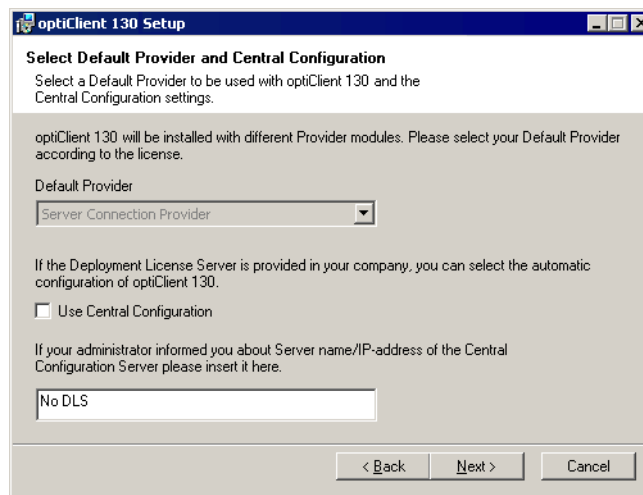 optiClient 130 Setup
Select Default Provider and Central Configuration
Select a Default Provider to be used with optiClient 130 and the
Central Configuration settings.
optiClient 130 will be installed with different Provider modules. Please select your Default Provider
according to the license.
Default Provider
Server Connection Provider
If the Deployment License Server is provided in your company, you can select the automatic
configuration of optiClient 130.
Use Central Configuration
If your administrator informed you about Server name/IP-address of the Central
Configuration Server please insert it here.
No DLS
< Back Next > Cancel